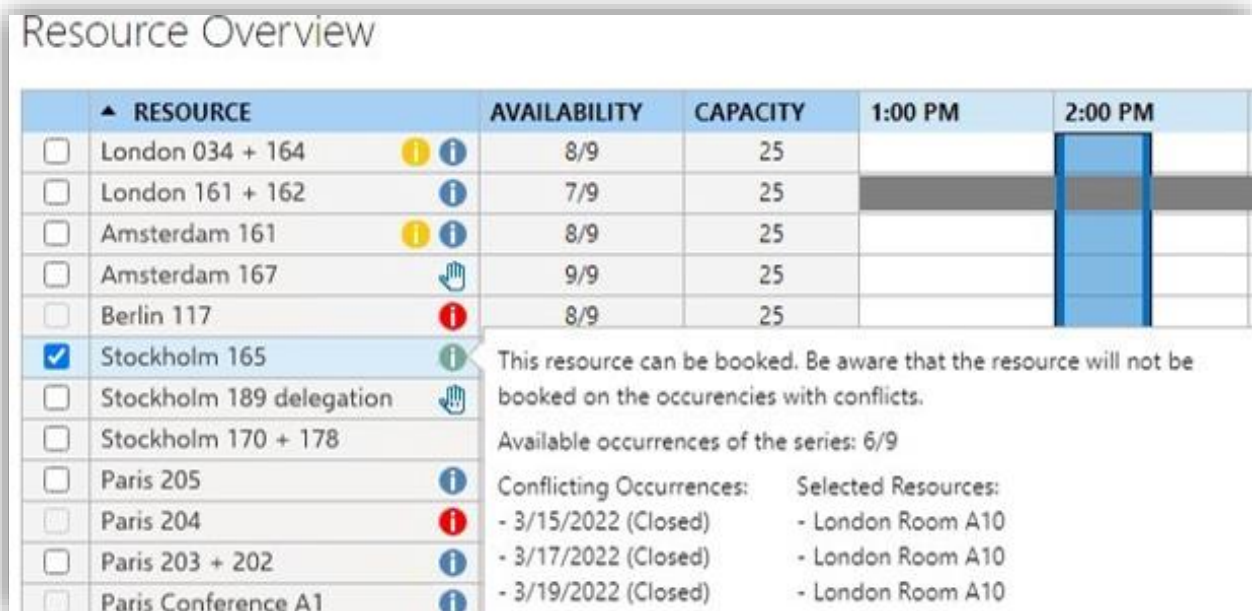 Resource Overview
▲ RESOURCE AVAILABILITY CAPACITY 1:00 PM 2:00 PM
London 034 + 164 8/9 25
London 161 + 162 7/9 25
Amsterdam 161 8/9 25
Amsterdam 167 9/9 25
Berlin 117 8/9 25
Stockholm 165
Stockholm 189 delegation
Stockholm 170 + 178
Paris 205
Paris 204
Paris 203 + 202
Paris Conference A1
This resource can be booked. Be aware that the resource will not be
booked on the occurencies with conflicts.
Available occurrences of the series: 6/9
Conflicting Occurrences: Selected Resources:
- 3/15/2022 (Closed) - London Room A10
- 3/17/2022 (Closed) - London Room A10
- 3/19/2022 (Closed) - London Room A10